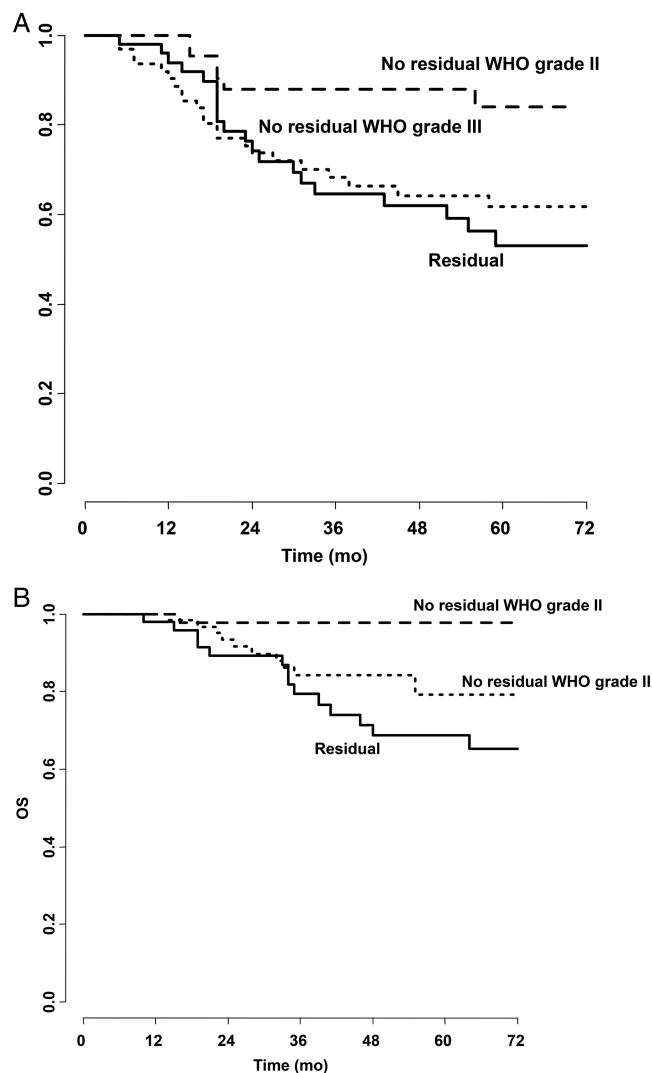 A
1.0
0.8
0.6
0.4
0.2
0.0
No residual WHO grade II
No residual WHO grade III
Residual
0 12 24 36 48 60 72
Time (mo)
B
1.0
0.8
0.6
0.4
0.2
0.0
OS
No residual WHO grade II
No residual WHO grade II
Residual
0 12 24 36 48 60 72
Time (mo)